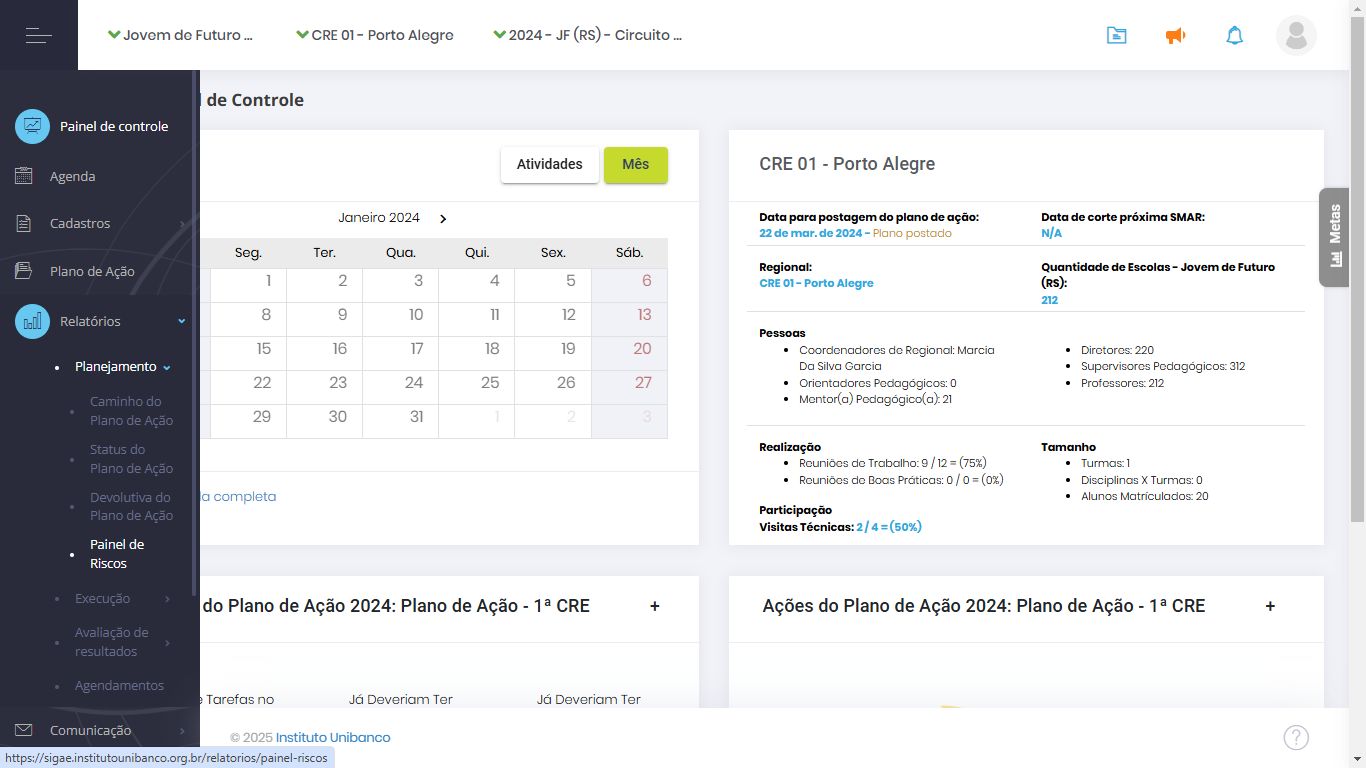 Jovem de Futuro ...
CRE 01 - Porto Alegre
2024 - JF (RS) - Circuito ...
Painel de controle
Agenda
Cadastros
Plano de Ação
Relatórios
Planejamento
Caminho do
Plano de Ação
Status do
Plano de Ação
Devolutiva do
Plano de Ação
Painel de
Riscos
Execução
Avaliação de
resultados
Agendamentos
Comunicação
https://sigae.institutounibanco.org.br/relatorios/painel-riscos
de Controle
Atividades
Mês
Janeiro 2024
Seg. Ter. Qua. Qui. Sex. Sáb.
1 2 3 4 5 6
8 9 10 11 12 13
15 16 17 18 19 20
22 23 24 25 26 27
29 30 31 1 2 3
da completa
CRE 01 - Porto Alegre
Data para postagem do plano de ação:
22 de mar. de 2024 - Plano postado
Data de corte próxima SMAR:
N/A
Regional:
CRE 01 - Porto Alegre
Quantidade de Escolas - Jovem de Futuro
(RS):
212
Pessoas
Coordenadores de Regional: Marcia
Da Silva Garcia
Orientadores Pedagógicos: 0
Mentor(a) Pedagógico(a): 21
Diretores: 220
Supervisores Pedagógicos: 312
Professores: 212
Realização
Reuniões de Trabalho: 9 / 12 = (75%)
Reuniões de Boas Práticas: 0 / 0 = (0%)
Participação
Visitas Técnicas: 2 / 4 = (50%)
Tamanho
Turmas: 1
Disciplinas X Turmas: 0
Alunos Matrículados: 20
Metas
do Plano de Ação 2024: Plano de Ação - 1ª CRE +
e Tarefas no
Já Deveriam Ter
Já Deveriam Ter
Ações do Plano de Ação 2024: Plano de Ação - 1ª CRE +
© 2025 Instituto Unibanco
?